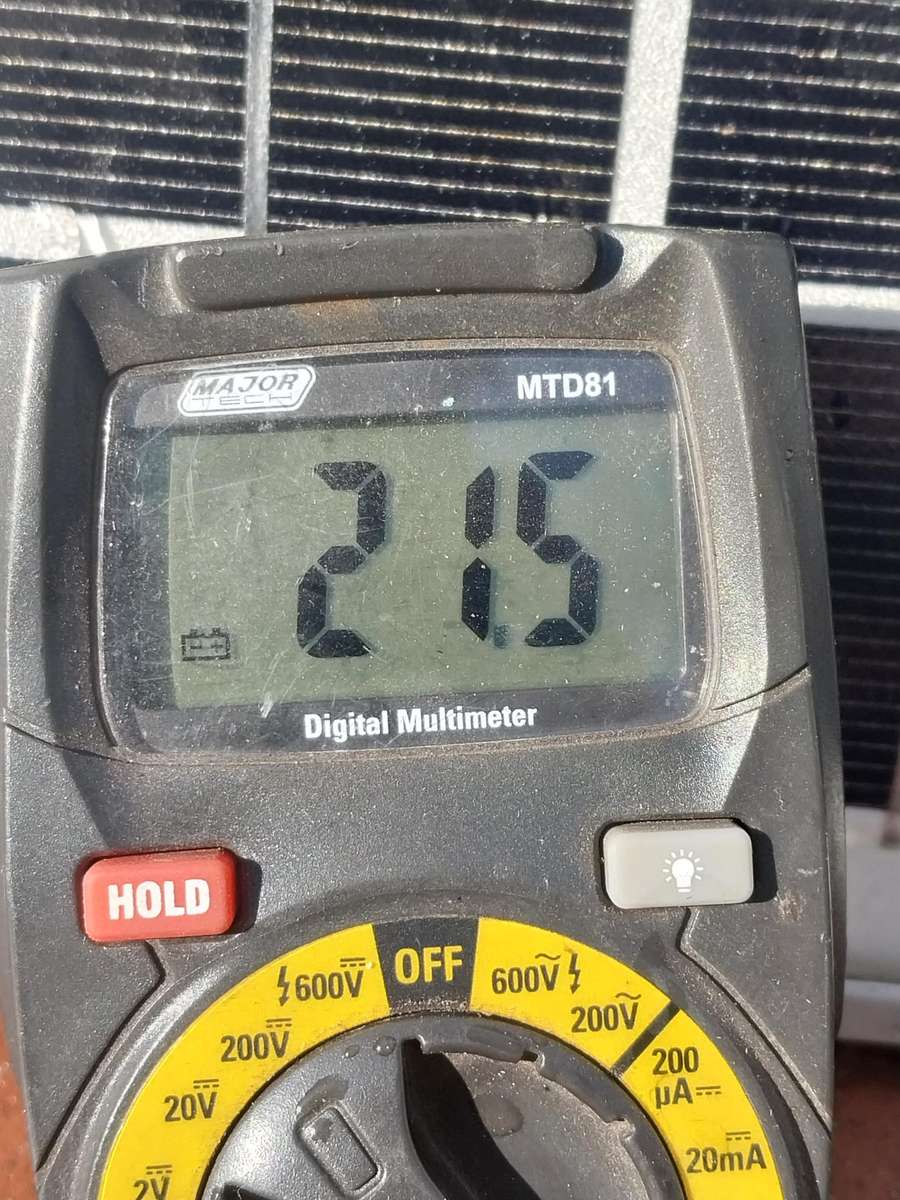 MAJOR TECH
MTD81
21.5
Digital Multimeter
HOLD
OFF
600V
600V
200V
200V
20V
2V
200
µA
20mA